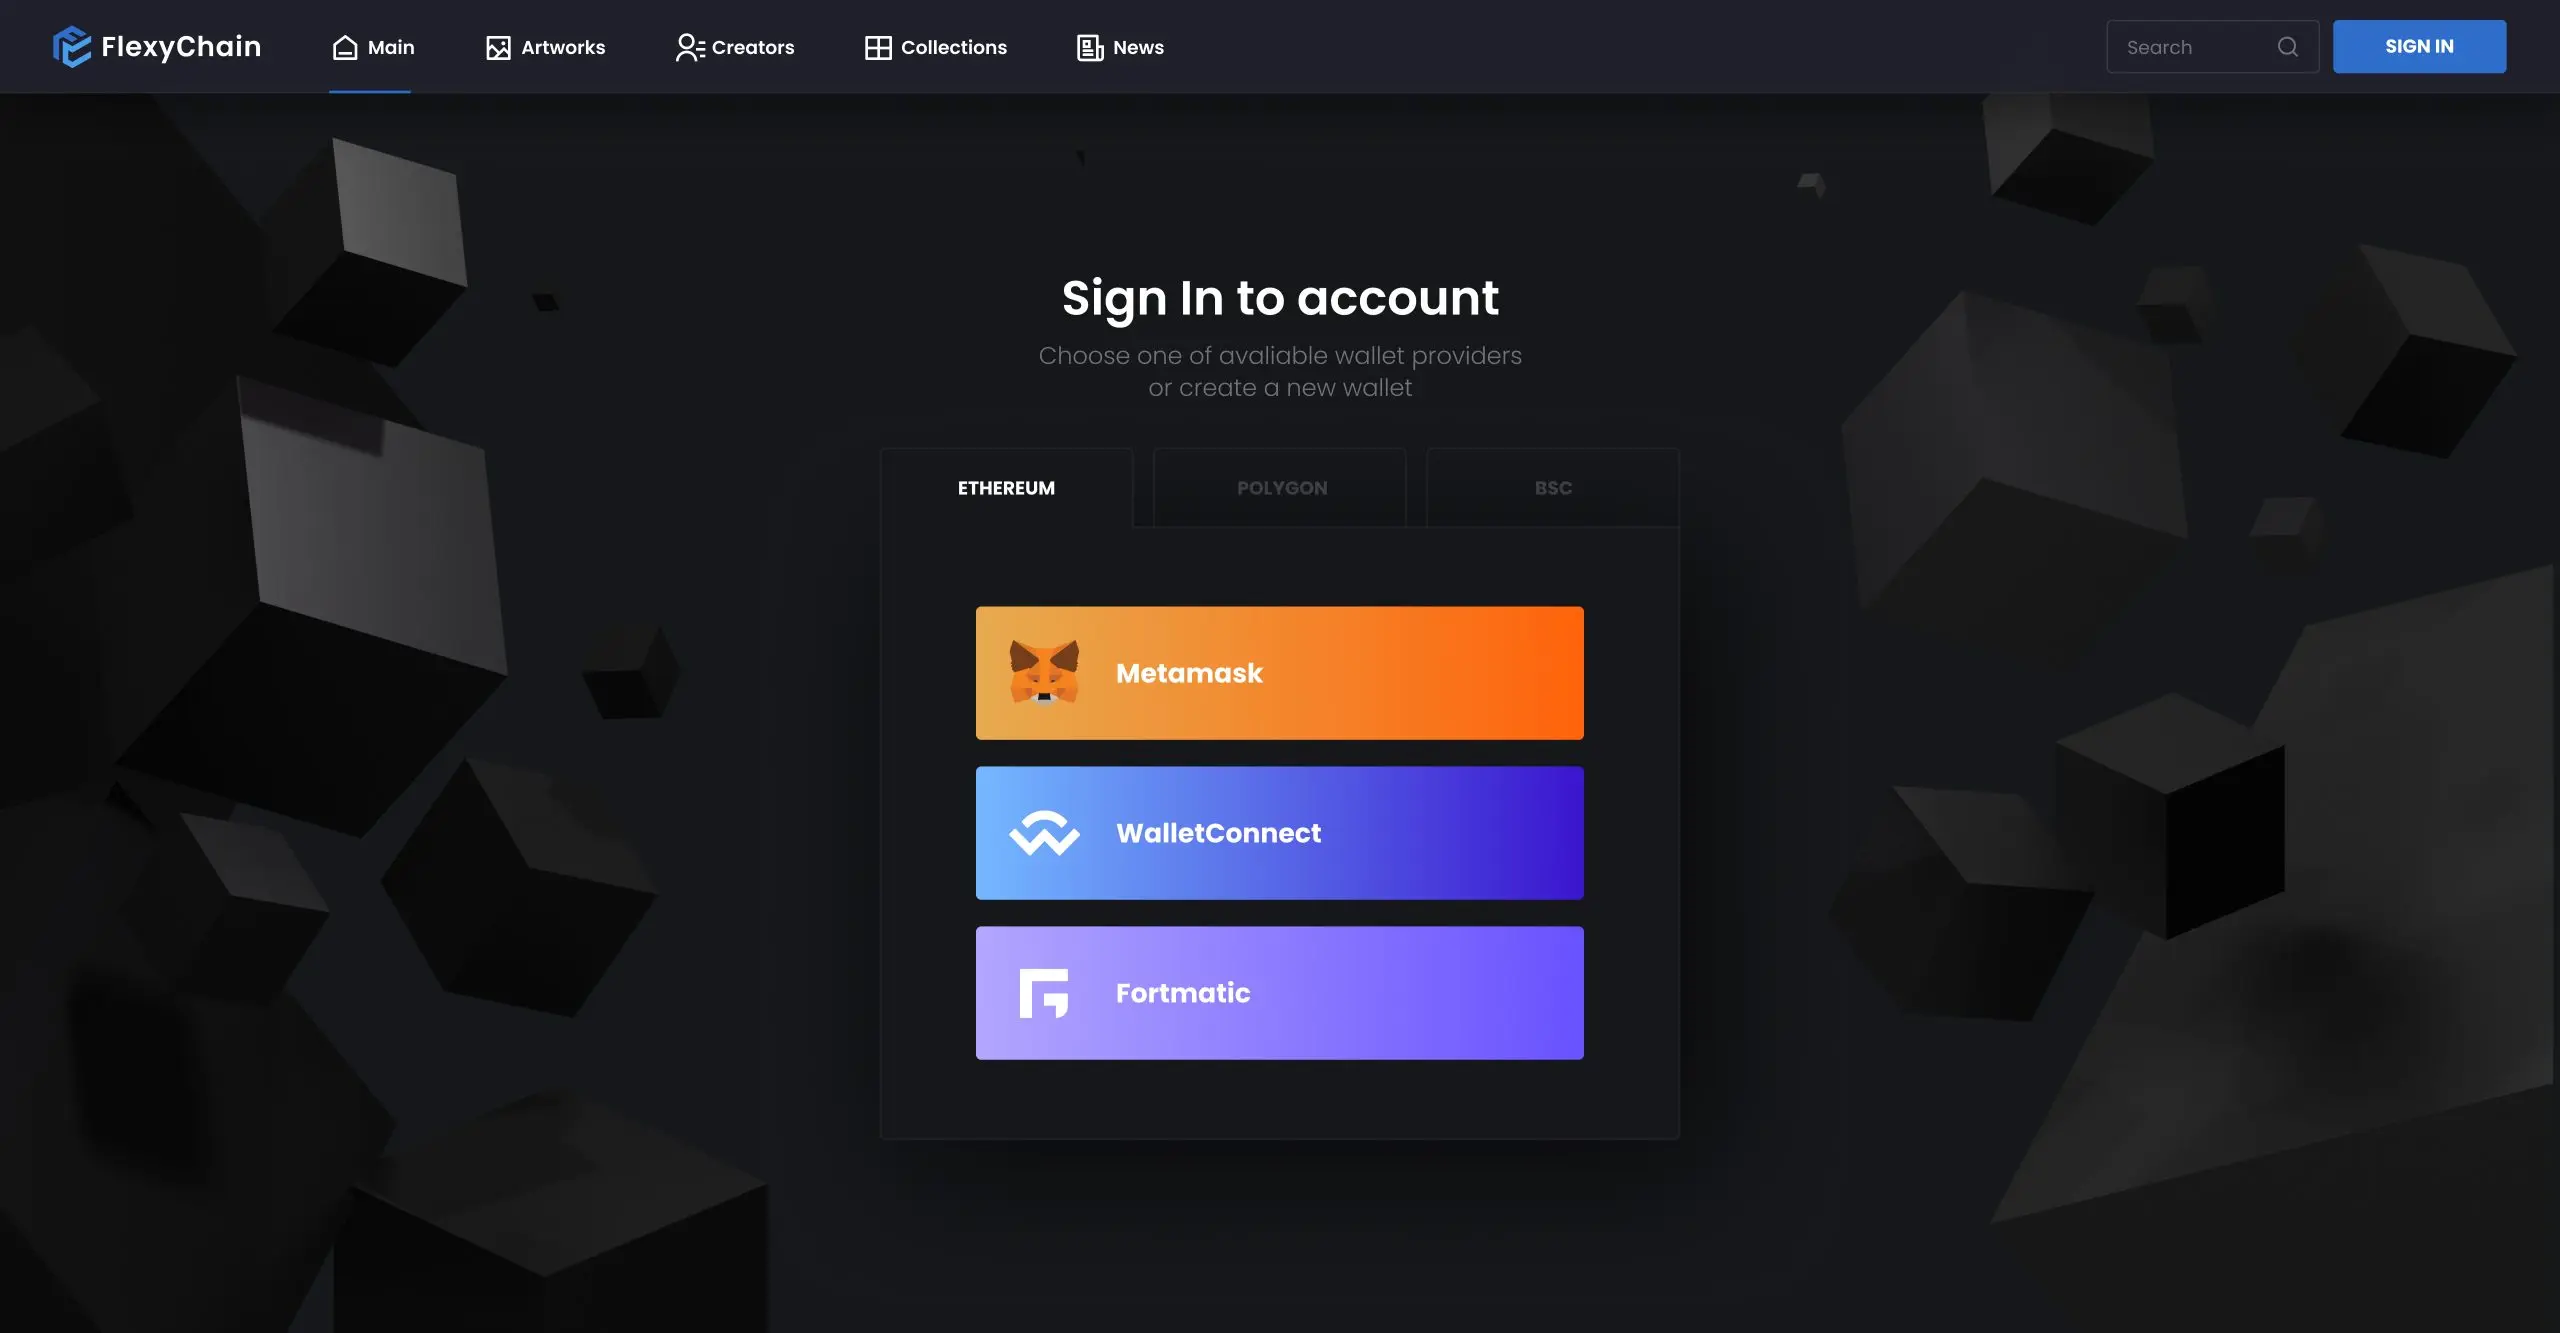 FlexyChain
Main
Artworks
Creators
Collections
News
Search
SIGN IN
Sign In to account
Choose one of avaliable wallet providers
or create a new wallet
ETHEREUM
POLYGON
BSC
Metamask
WalletConnect
Fortmatic